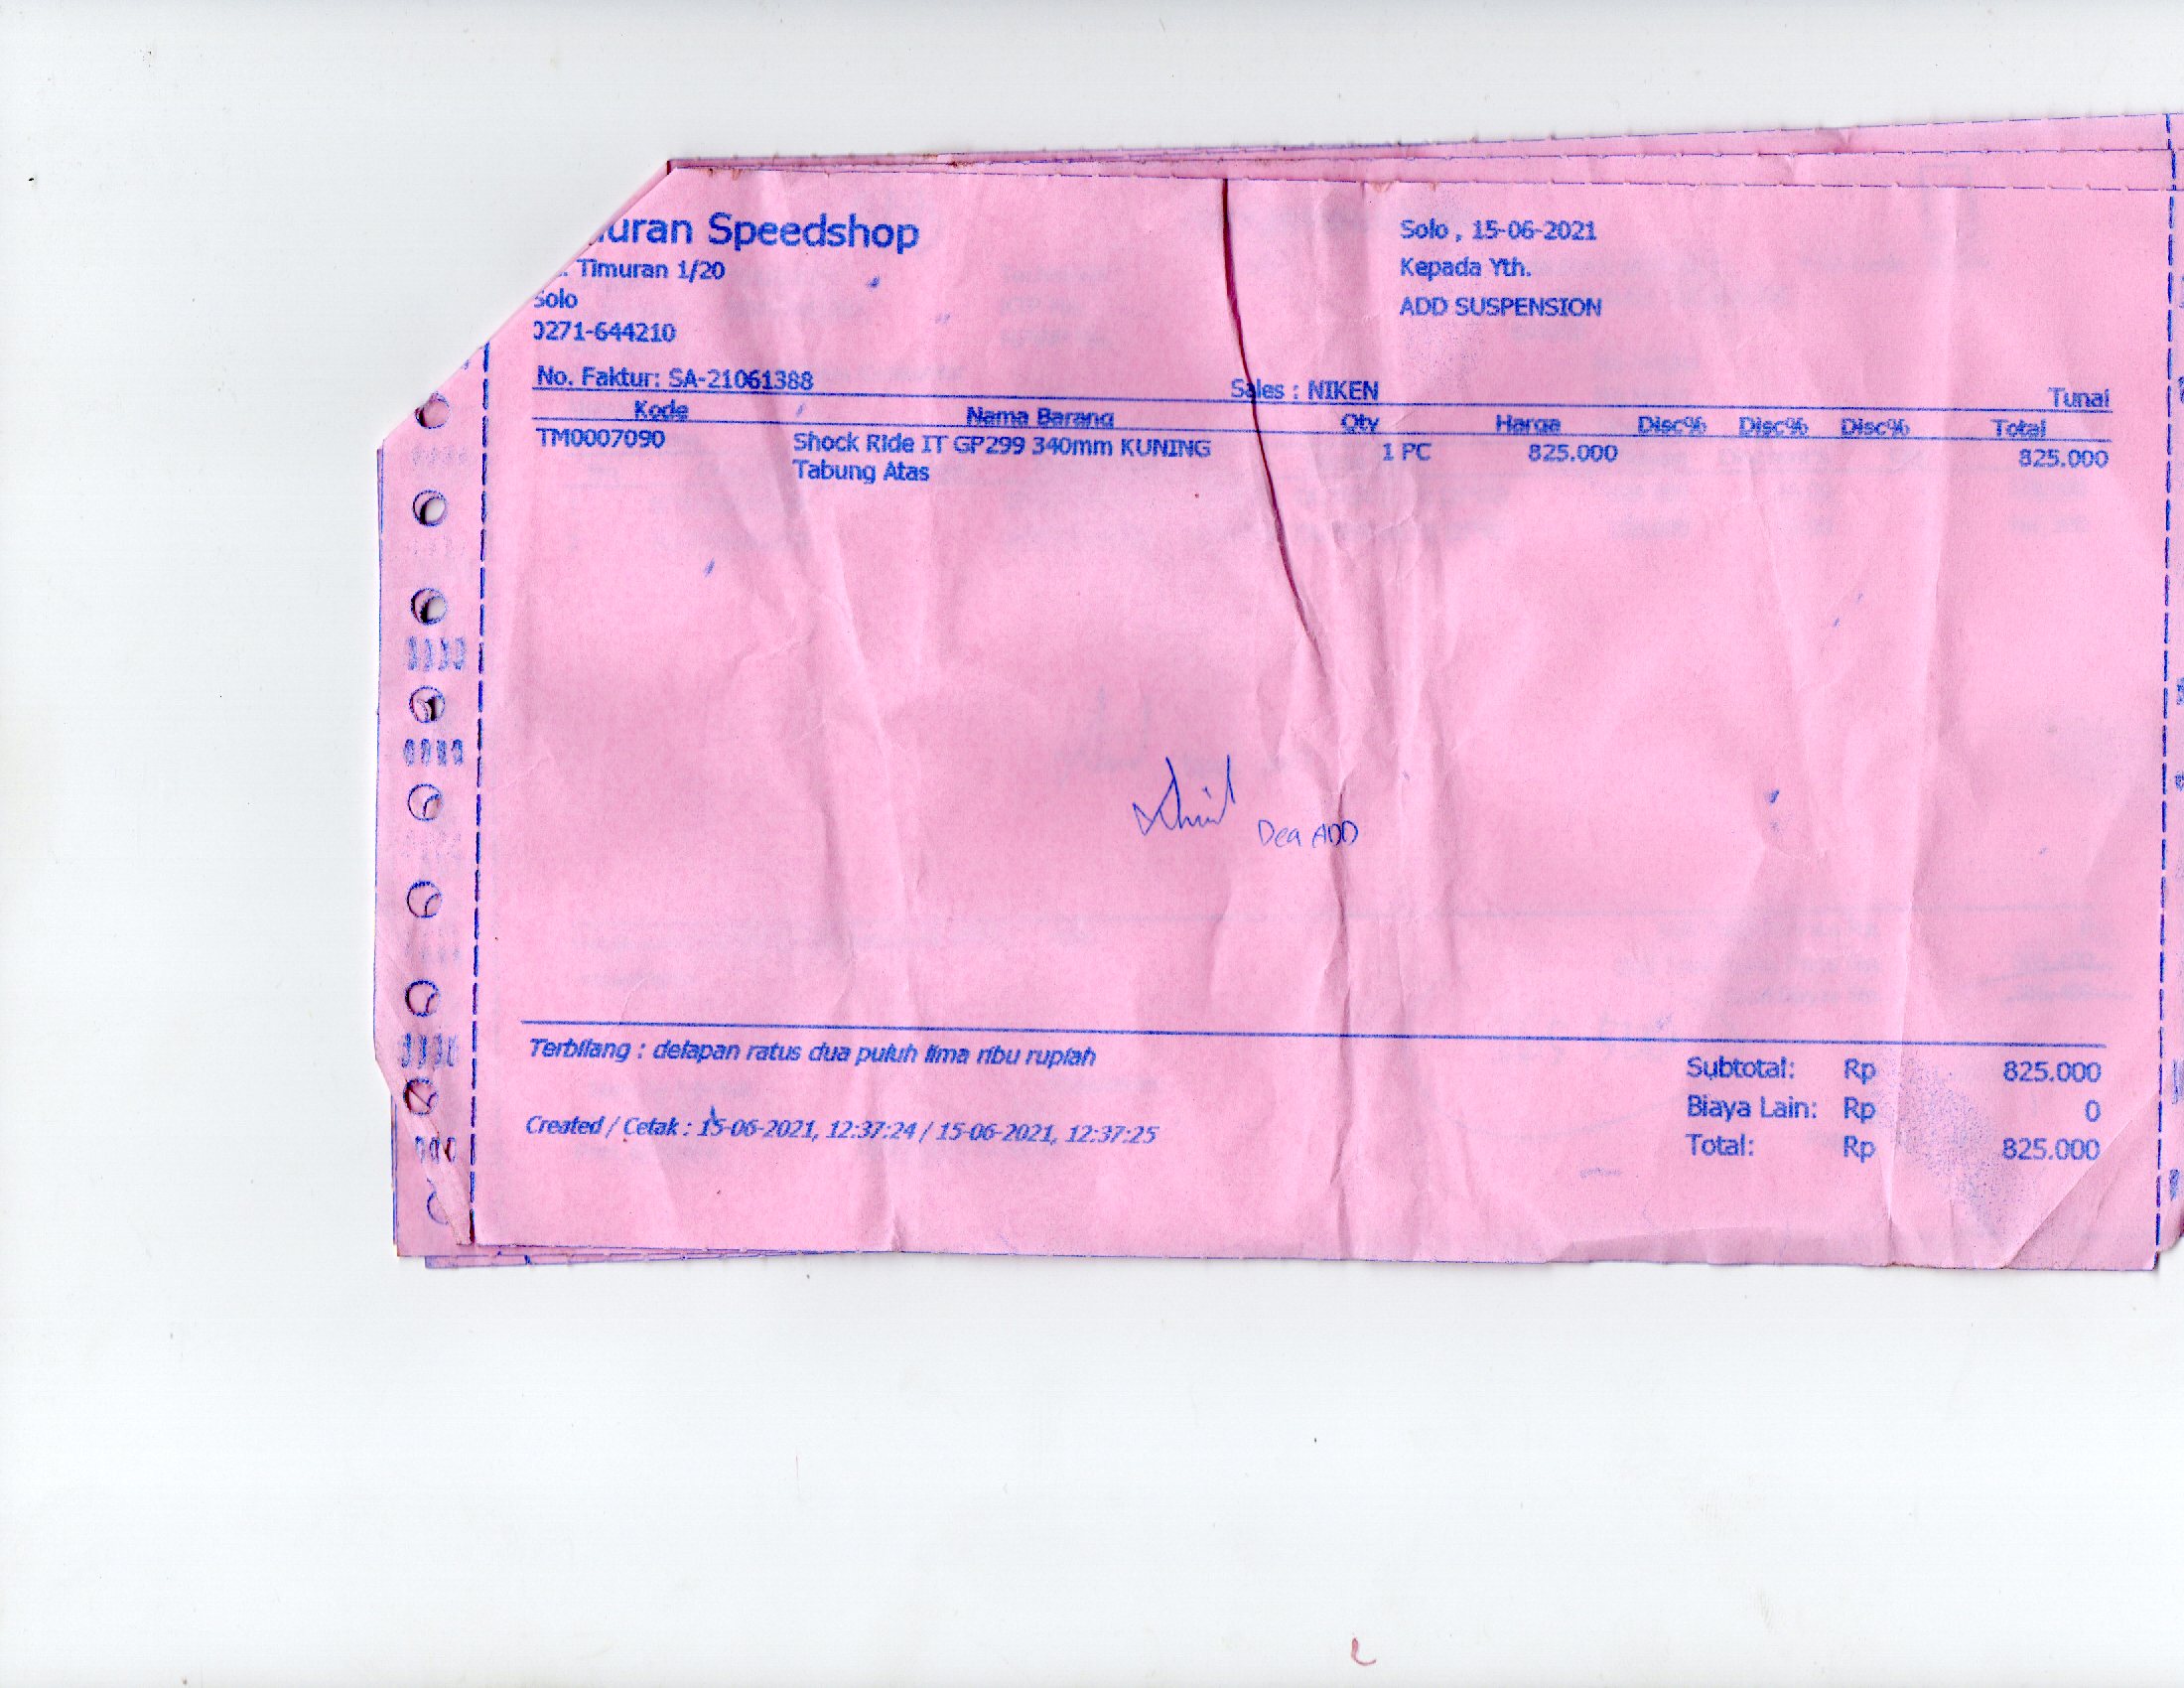 Speedshop
Timuran 1/20
Solo
0271-644210
Solo , 15-06-2021
Kepada Yth.
ADD SUSPENSION
No. Faktur: SA-21061388 Sales : NIKEN Tunai
Kode Nama Barang Qty Harga Disc% Disc% Disc% Total
TM0007090 Shock Ride IT GP299 340mm KUNING 1 PC 825.000 825.000
Tabung Atas
Dea ADD
Terbilang : delapan ratus dua puluh lima ribu rupiah
Subtotal: Rp 825.000
Biaya Lain: Rp 0
Total: Rp 825.000
Created / Cetak : 15-06-2021, 12:37:24 / 15-06-2021, 12:37:25